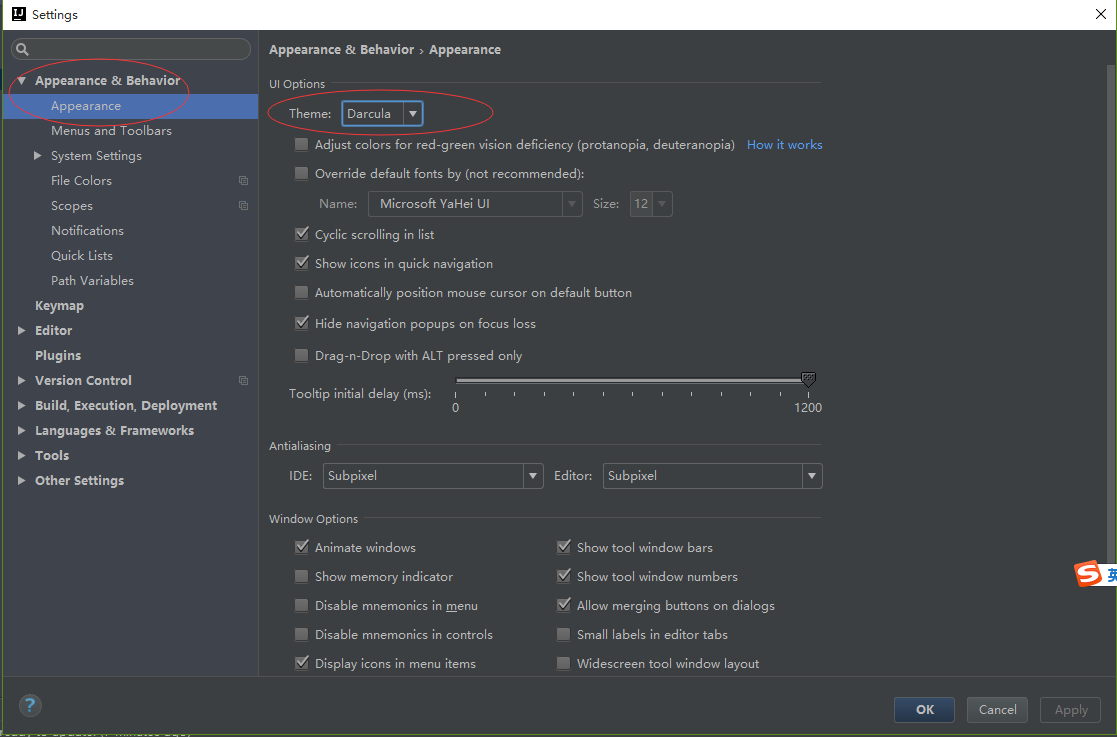 IJ Settings
Appearance & Behavior
Appearance
Menus and Toolbars
System Settings
File Colors
Scopes
Notifications
Quick Lists
Path Variables
Keymap
Editor
Plugins
Version Control
Build, Execution, Deployment
Languages & Frameworks
Tools
Other Settings
Appearance & Behavior › Appearance
UI Options
Theme: Darcula
Adjust colors for red-green vision deficiency (protanopia, deuteranopia) How it works
Override default fonts by (not recommended):
Name: Microsoft YaHei UI Size: 12
Cyclic scrolling in list
Show icons in quick navigation
Automatically position mouse cursor on default button
Hide navigation popups on focus loss
Drag-n-Drop with ALT pressed only
Tooltip initial delay (ms):
0 1200
Antialiasing
IDE: Subpixel Editor: Subpixel
Window Options
Animate windows Show tool window bars
Show memory indicator Show tool window numbers
Disable mnemonics in menu Allow merging buttons on dialogs
Disable mnemonics in controls Small labels in editor tabs
Display icons in menu items Widescreen tool window layout
S 英
? OK Cancel Apply